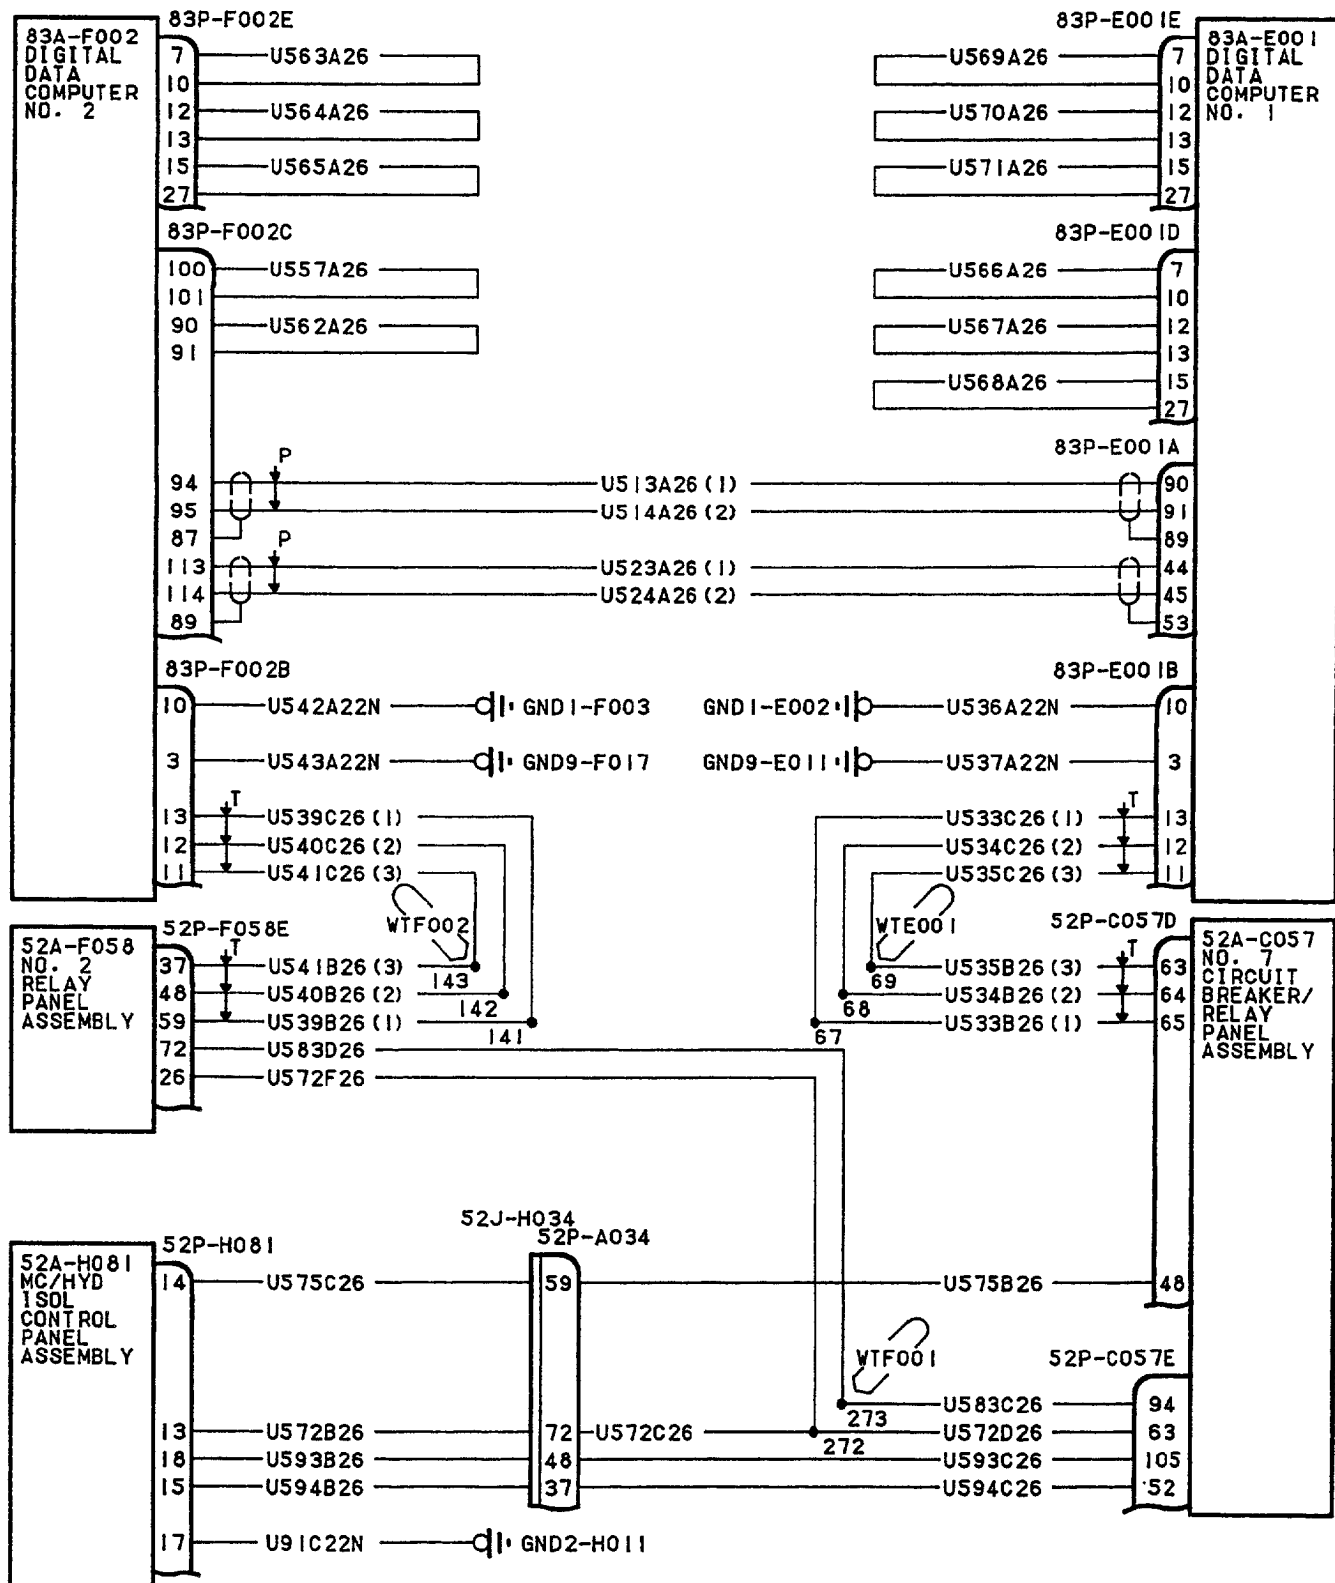 83P-F002E
83P-E001E
83A-F002
DIGITAL
DATA
COMPUTER
NO. 2
83A-E001
DIGITAL
DATA
COMPUTER
NO. 1
7 U563A26
10
12 U564A26
13
15 U565A26
27
U569A26 7
10
U570A26 12
13
U571A26 15
27
83P-F002C
83P-E001D
100 U557A26
101
90 U562A26
91
U566A26 7
10
U567A26 12
13
U568A26 15
27
83P-E001A
P
94 U513A26(1) 90
95 U514A26(2) 91
87 89
P
113 U523A26(1) 44
114 U524A26(2) 45
89 53
83P-F002B
83P-E001B
10 U542A22N GND1-F003
GND1-E002 U536A22N 10
3 U543A22N GND9-F017
GND9-E011 U537A22N 3
T
13 U539C26(1)
12 U540C26(2)
11 U541C26(3)
T
U533C26(1) 13
U534C26(2) 12
U535C26(3) 11
WTF002
WTE001
52P-F058E
52P-C057D
52A-F058
NO. 2
RELAY
PANEL
ASSEMBLY
52A-C057
NO. 7
CIRCUIT
BREAKER/
RELAY
PANEL
ASSEMBLY
T
37 U541B26(3) 143
48 U540B26(2) 142
59 U539B26(1) 141
72 U583D26
26 U572F26
T
69 U535B26(3) 63
68 U534B26(2) 64
67 U533B26(1) 65
52J-H034
52P-A034
52P-H081
52A-H081
MC/HYD
ISOL
CONTROL
PANEL
ASSEMBLY
14 U575C26 59 U575B26 48
WTF001
52P-C057E
273 U583C26 94
13 U572B26 72 U572C26 272 U572D26 63
18 U593B26 48 U593C26 105
15 U594B26 37 U594C26 52
17 U91C22N GND2-H011